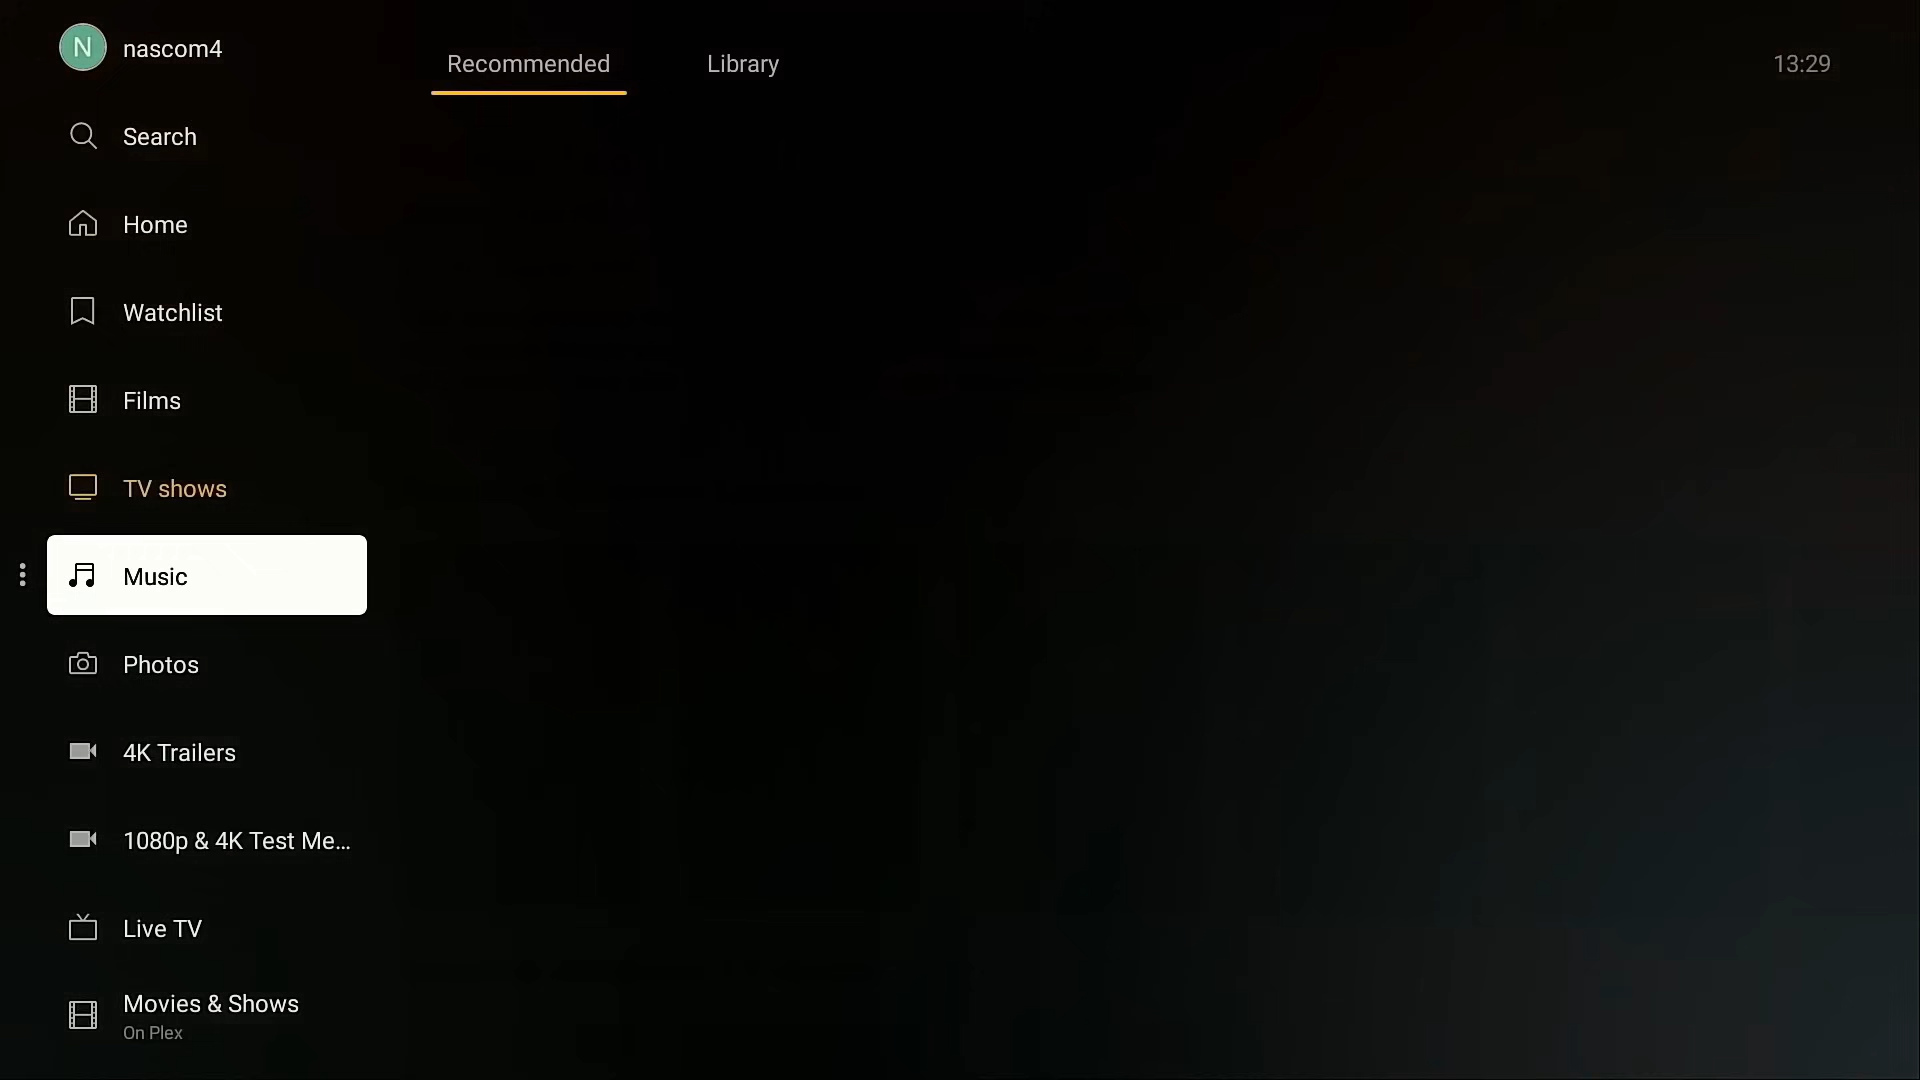 N nascom4
Recommended Library 13:29
Search
Home
Watchlist
Films
TV shows
Music
Photos
4K Trailers
1080p & 4K Test Me...
Live TV
Movies & Shows
On Plex